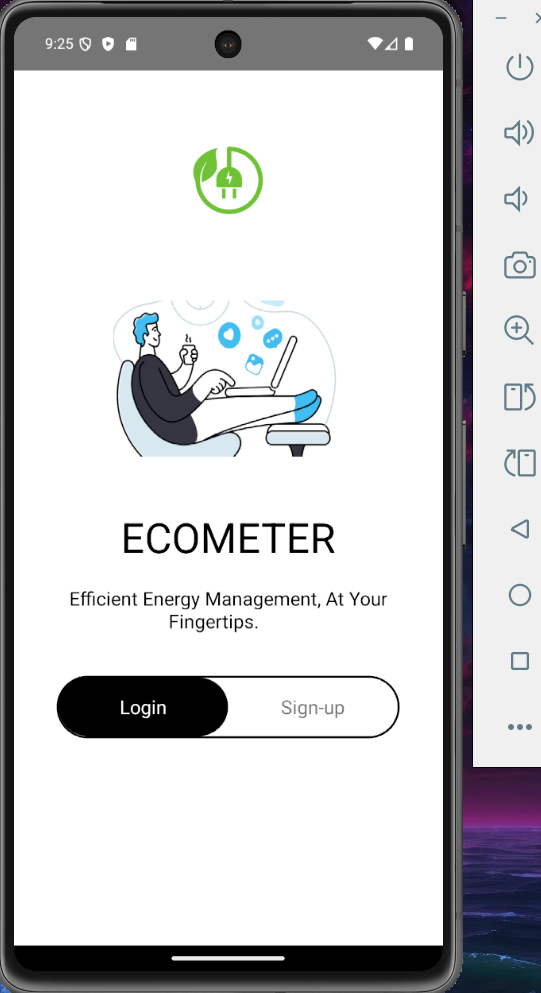 9:25
ECOMETER
Efficient Energy Management, At Your
Fingertips.
Login
Sign-up